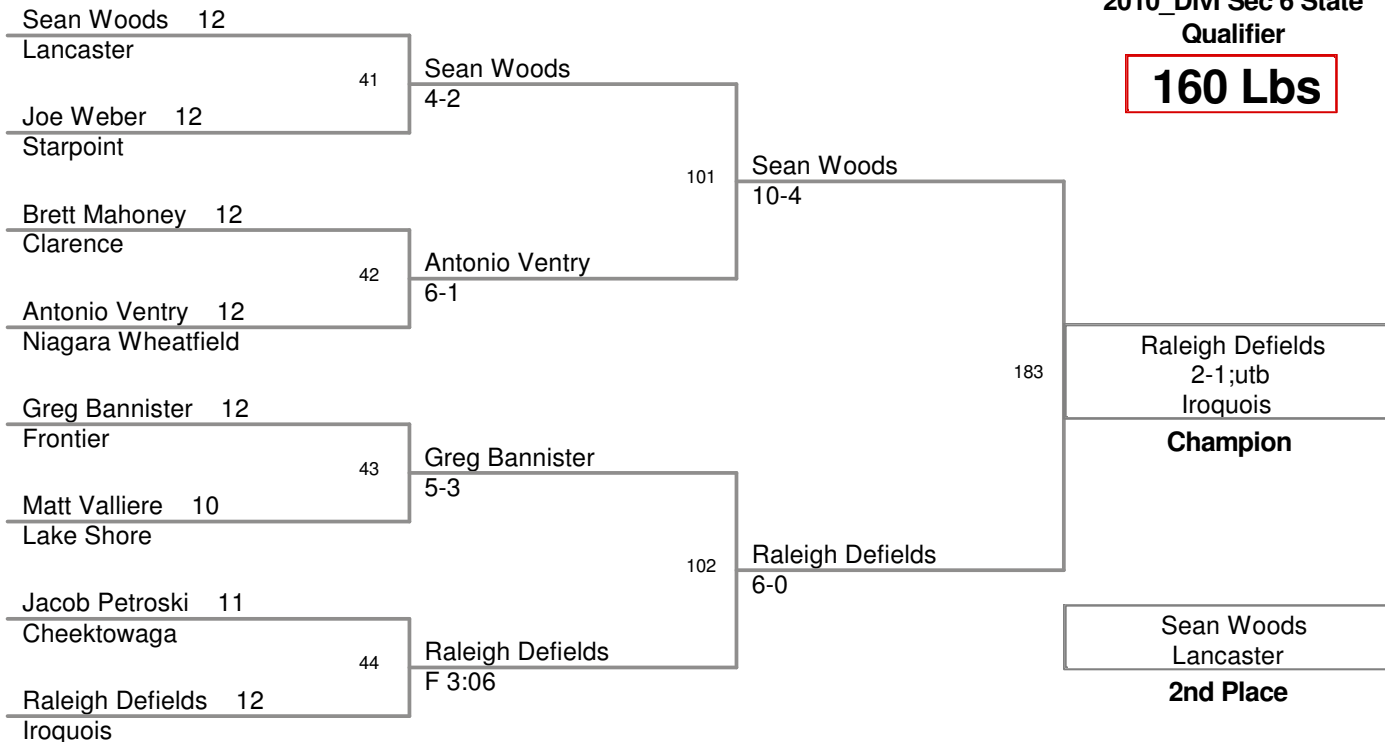 2010_DivI Sec 6 State
Qualifier
160 Lbs
Sean Woods 12
Lancaster
41
Joe Weber 12
Starpoint
Sean Woods
4-2
Brett Mahoney 12
Clarence
42
Antonio Ventry 12
Niagara Wheatfield
Antonio Ventry
6-1
101
Sean Woods
10-4
Greg Bannister 12
Frontier
43
Matt Valliere 10
Lake Shore
Greg Bannister
5-3
Jacob Petroski 11
Cheektowaga
44
Raleigh Defields 12
Iroquois
Raleigh Defields
F 3:06
102
Raleigh Defields
6-0
183
Raleigh Defields
2-1;utb
Iroquois
Champion
Sean Woods
Lancaster
2nd Place